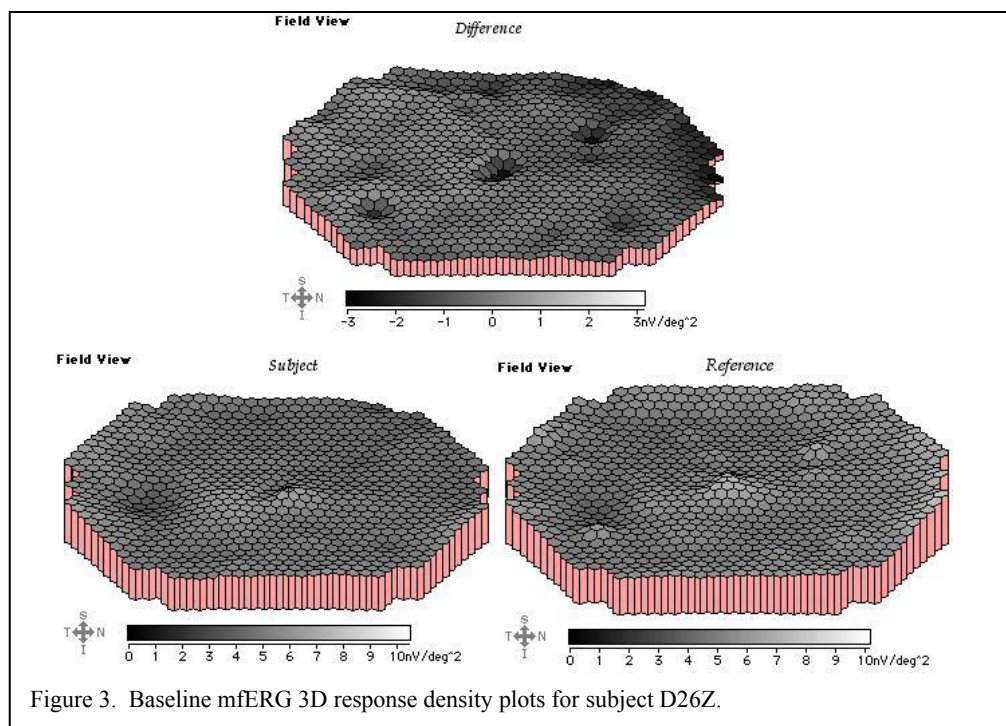 Field View
Difference
S
T N
I
-3 -2 -1 0 1 2 3nV/deg^2
Field View
Subject
Field View
Reference
S
T N
I
0 1 2 3 4 5 6 7 8 9 10nV/deg^2
S
T N
I
0 1 2 3 4 5 6 7 8 9 10nV/deg^2
Figure 3. Baseline mfERG 3D response density plots for subject D26Z.